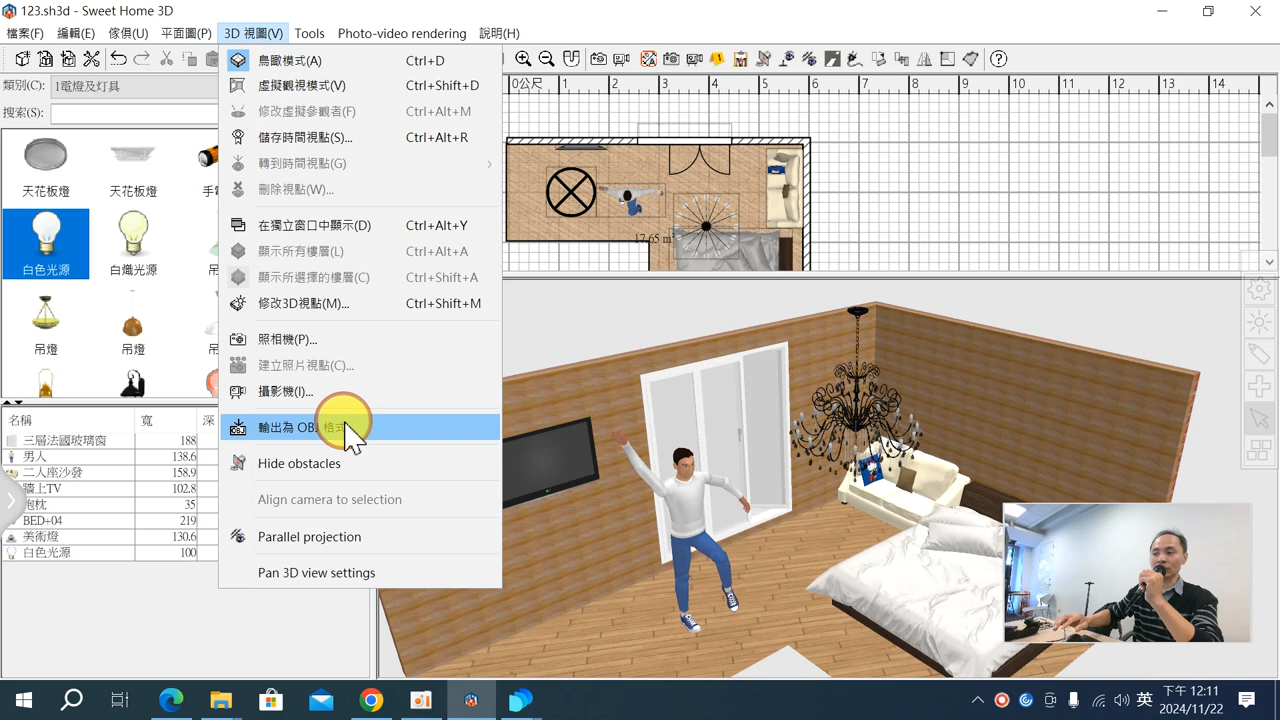 123.sh3d - Sweet Home 3D
檔案(F) 編輯(E) 傢俱(U) 3D 視圖(V) 平面圖(P) Tools Photo-video rendering 說明(H)
類別(C): 1電燈及灯具
搜索(S):
天花板燈 天花板燈
白色光源 白熾光源
吊燈 吊燈
鳥瞰模式(A) Ctrl+D
虛擬觀視模式(V) Ctrl+Shift+D
修改虛擬參觀者(F) Ctrl+Alt+M
儲存時間視點(S)... Ctrl+Alt+R
轉到時間視點(G)
刪除視點(W)...
在獨立窗口中顯示(D) Ctrl+Alt+Y
顯示所有樓層(L) Ctrl+Alt+A
顯示所選擇的樓層(C) Ctrl+Shift+A
修改3D視點(M)... Ctrl+Shift+M
照相機(P)...
建立照片視點(C)...
攝影機(I)...
輸出為 OBJ 格式
Hide obstacles
Align camera to selection
Parallel projection
Pan 3D view settings
0公尺 1 2 3 4 5 6 7 8 9 10 11 12 13 14
17.65 m²
名稱 寬 深
三層法國玻璃窗 188
男人 138.6
二人座沙發 158.9
牆上TV 102.8
抱枕 35
BED+04 219
美術燈 130.6
白色光源 100
英
下午 12:11
2024/11/22